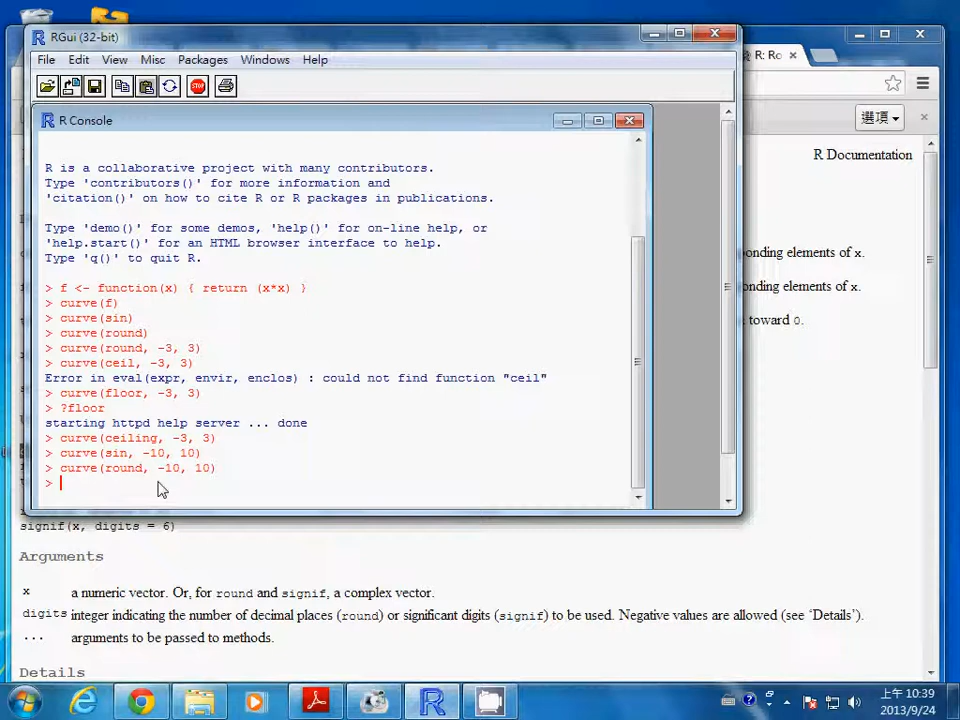 RGui (32-bit)
R: Ro
File Edit View Misc Packages Windows Help
STOP
選項
R Console
R Documentation
R is a collaborative project with many contributors.
Type 'contributors()' for more information and
'citation()' on how to cite R or R packages in publications.
Type 'demo()' for some demos, 'help()' for on-line help, or
'help.start()' for an HTML browser interface to help.
Type 'q()' to quit R.
> f <- function(x) { return (x*x) }
> curve(f)
> curve(sin)
> curve(round)
> curve(round, -3, 3)
> curve(ceil, -3, 3)
Error in eval(expr, envir, enclos) : could not find function "ceil"
> curve(floor, -3, 3)
> ?floor
starting httpd help server ... done
> curve(ceiling, -3, 3)
> curve(sin, -10, 10)
> curve(round, -10, 10)
>
ponding elements of x.
ponding elements of x.
toward 0.
signif(x, digits = 6)
Arguments
x a numeric vector. Or, for round and signif, a complex vector.
digits integer indicating the number of decimal places (round) or significant digits (signif) to be used. Negative values are allowed (see ‘Details’).
... arguments to be passed to methods.
Details
上午 10:39
2013/9/24